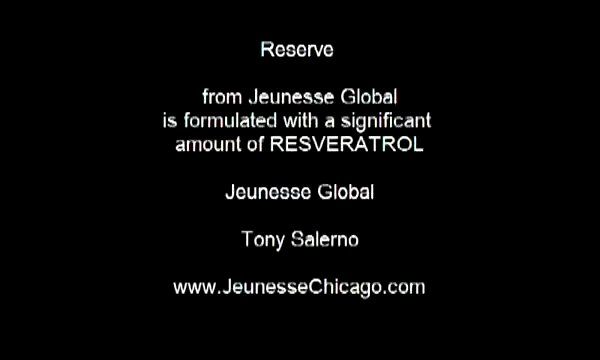 Reserve
from Jeunesse Global
is formulated with a significant
amount of RESVERATROL
Jeunesse Global
Tony Salerno
www.JeunesseChicago.com